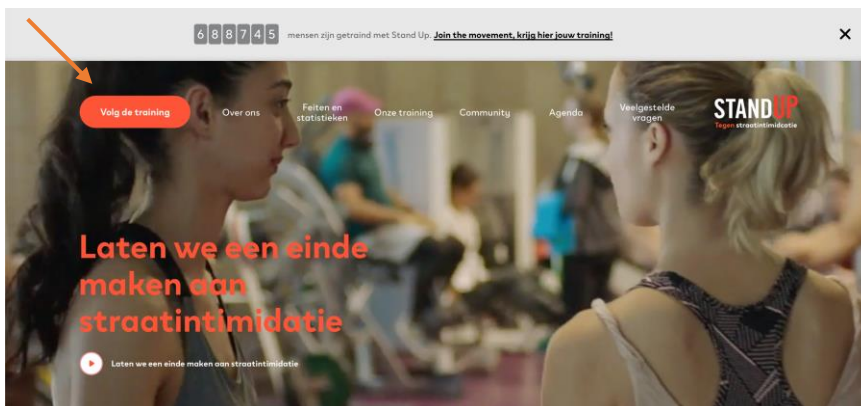 688745 mensen zijn getraind met Stand Up. Join the movement, krijg hier jouw training!
Volg de training
Over ons
Feiten en
statistieken
Onze training
Community
Agenda
Veelgestelde
vragen
STANDUP
Tegen straatintimidatie
Laten we een einde
maken aan
straatintimidatie
Laten we een einde maken aan straatintimidatie